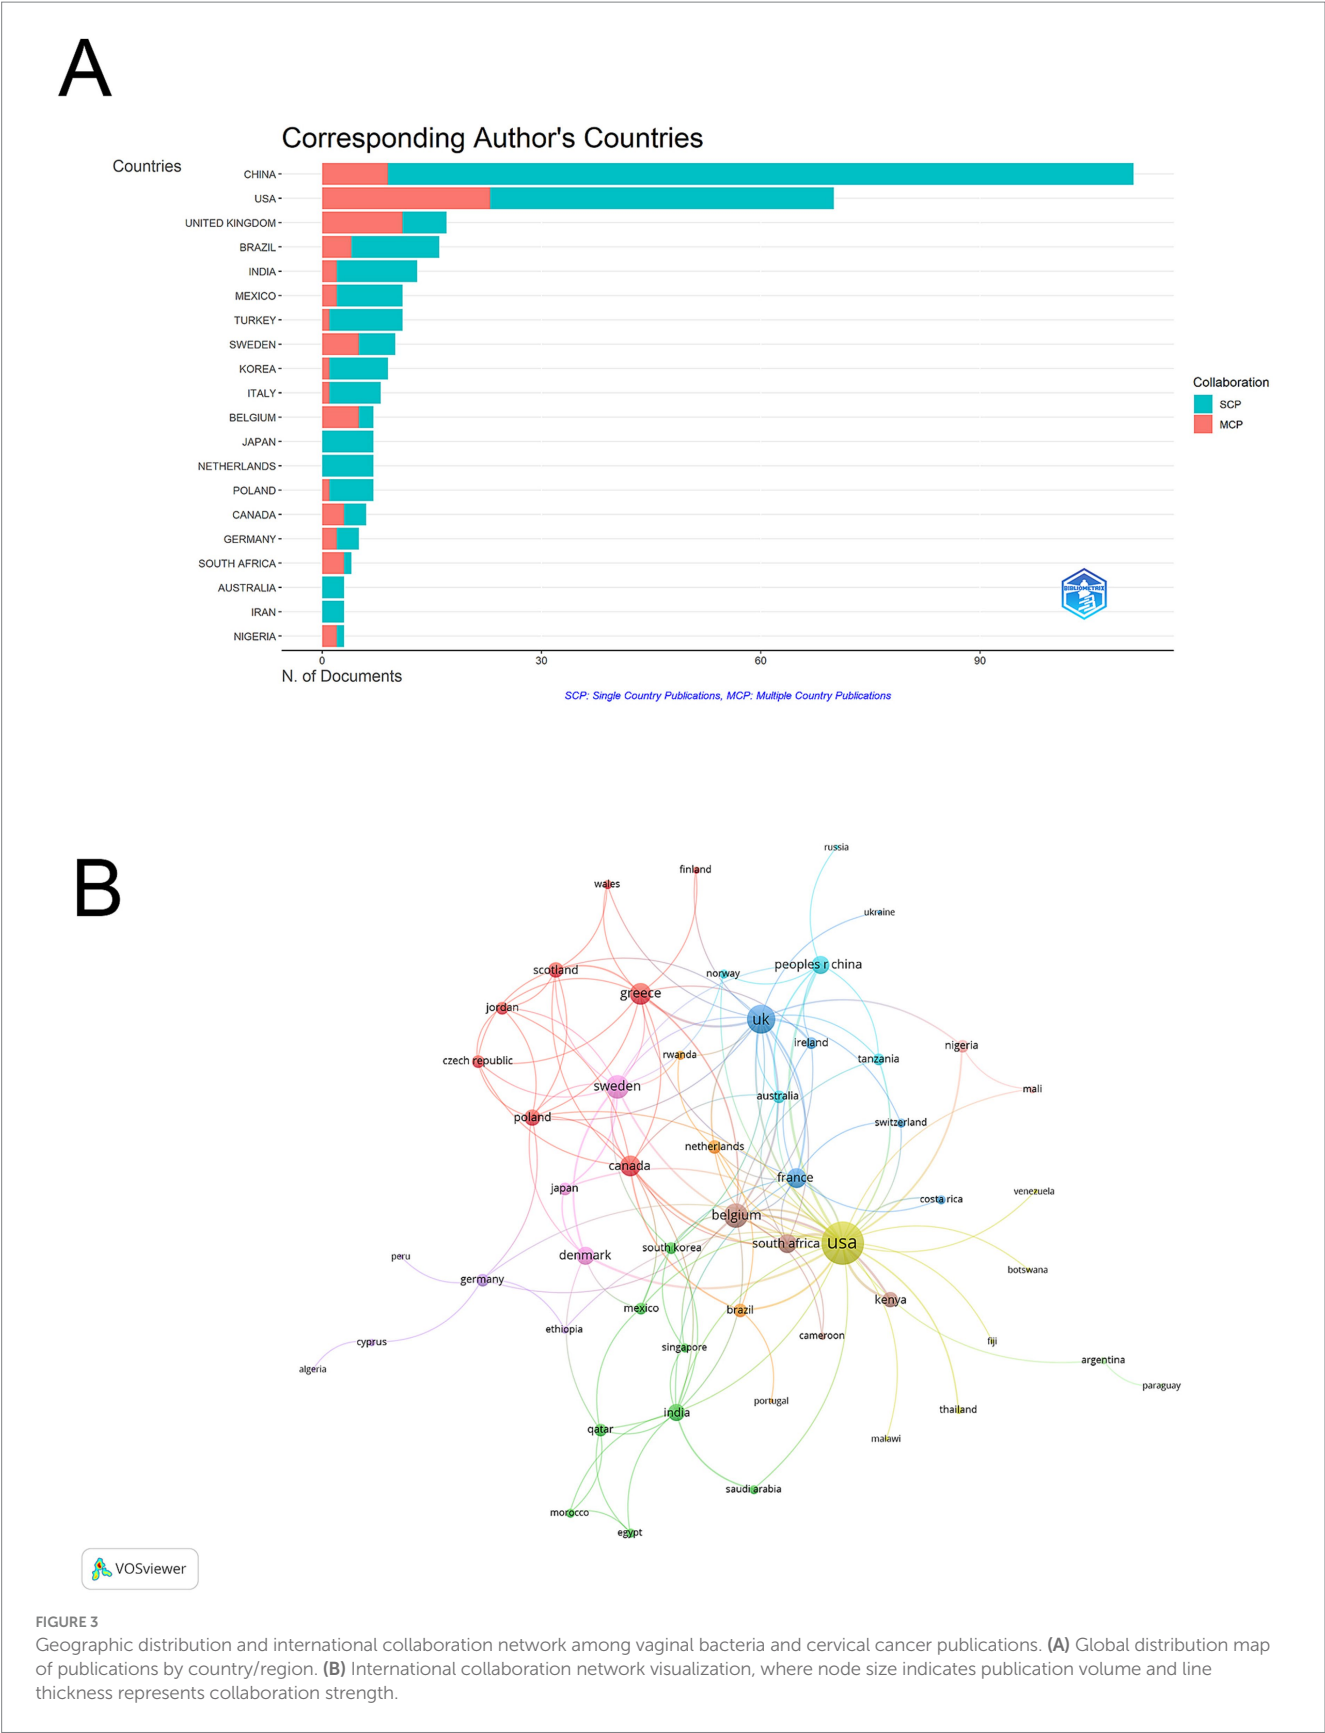 A
Corresponding Author's Countries
Countries
CHINA
USA
UNITED KINGDOM
BRAZIL
INDIA
MEXICO
TURKEY
SWEDEN
KOREA
ITALY
BELGIUM
JAPAN
NETHERLANDS
POLAND
CANADA
GERMANY
SOUTH AFRICA
AUSTRALIA
IRAN
NIGERIA
Collaboration
SCP
MCP
BIBLIOMETRIX
0 30 60 90
N. of Documents
SCP: Single Country Publications, MCP: Multiple Country Publications
B
russia
finland
wales
ukraine
peoples r china
scotland
norway
greece
jordan
uk
ireland
nigeria
rwanda
czech republic
tanzania
sweden
mali
australia
poland
switzerland
netherlands
canada
france
japan
venezuela
costa rica
belgium
usa
south africa
south korea
denmark
peru
botswana
germany
kenya
mexico
brazil
ethiopia
cameroon
cyprus
fiji
singapore
argentina
algeria
paraguay
portugal
thailand
india
qatar
malawi
saudi arabia
morocco
egypt
VOSviewer
FIGURE 3
Geographic distribution and international collaboration network among vaginal bacteria and cervical cancer publications. (A) Global distribution map
of publications by country/region. (B) International collaboration network visualization, where node size indicates publication volume and line
thickness represents collaboration strength.